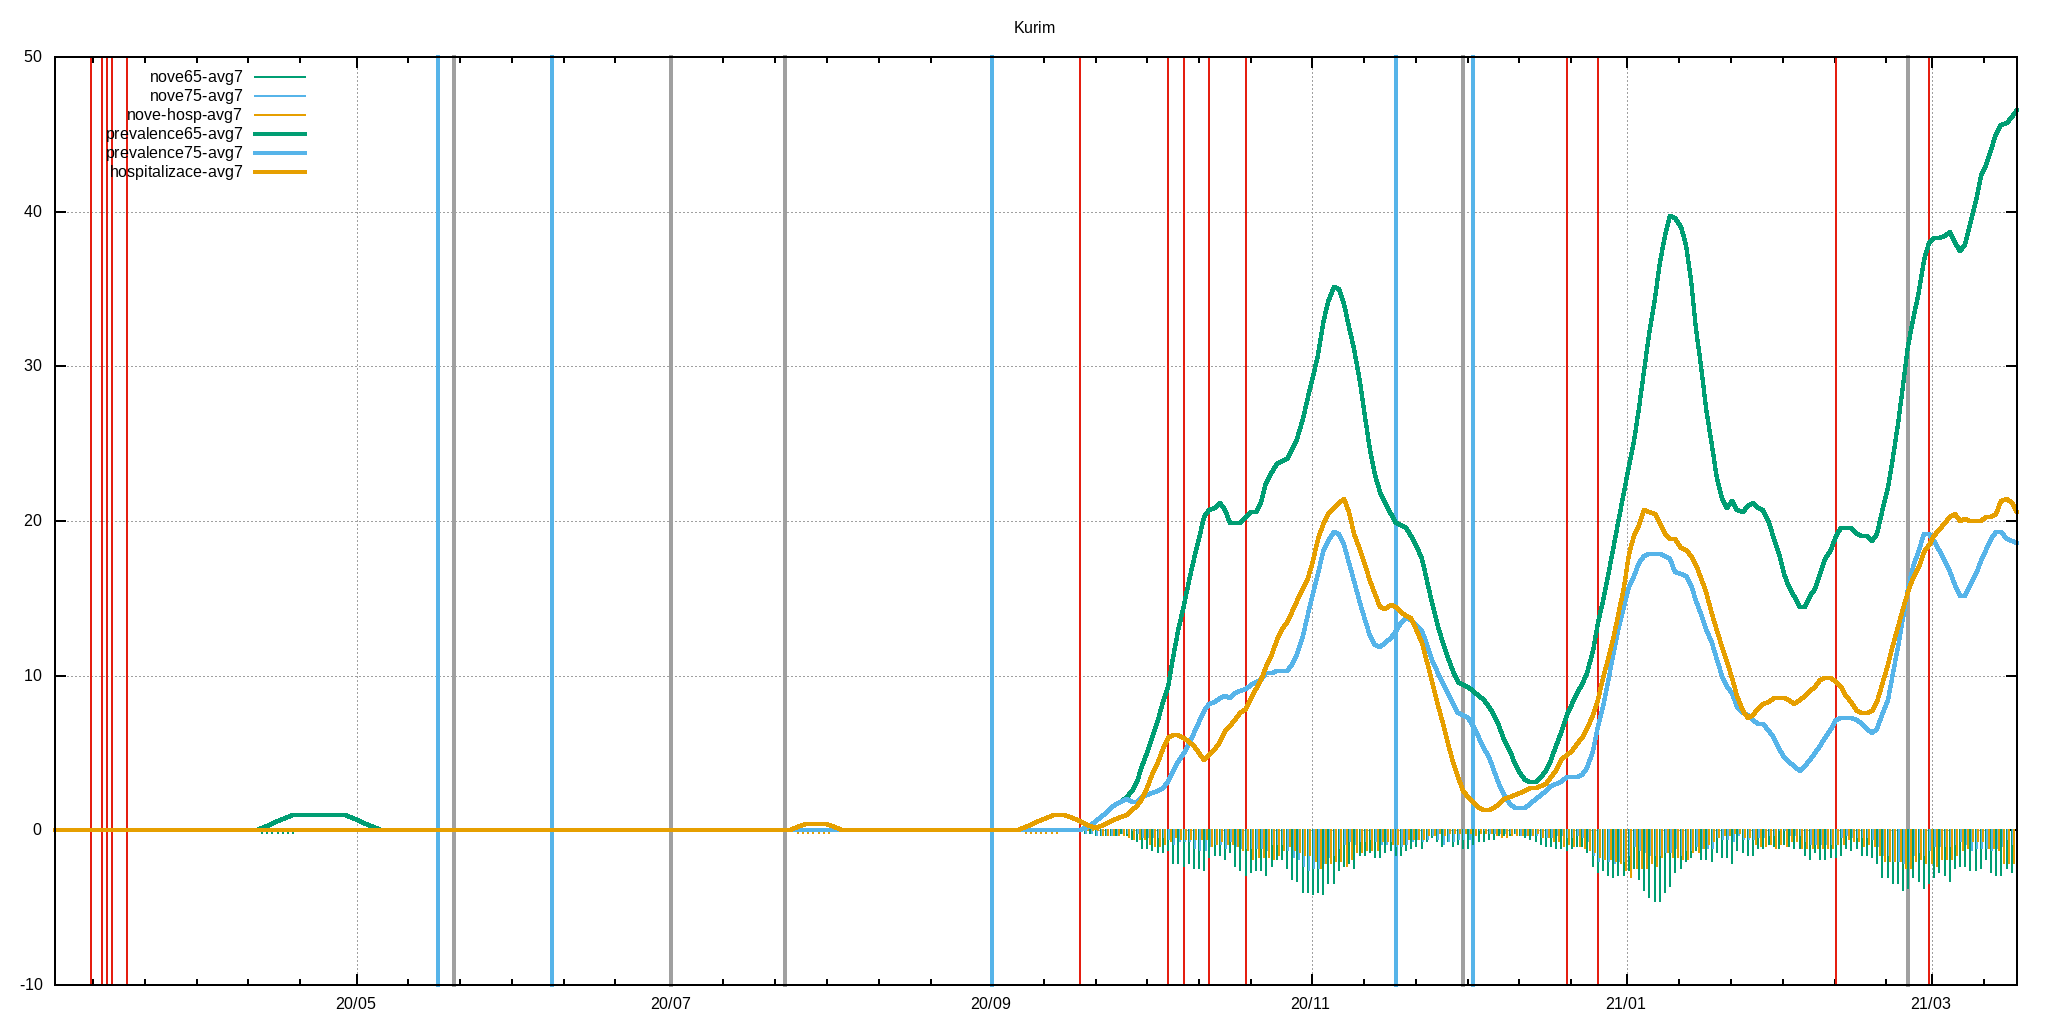 Kurim
50
nove65-avg7
nove75-avg7
nove-hosp-avg7
prevalence65-avg7
prevalence75-avg7
hospitalizace-avg7
40
30
20
10
0
-10
20/05 20/07 20/09 20/11 21/01 21/03